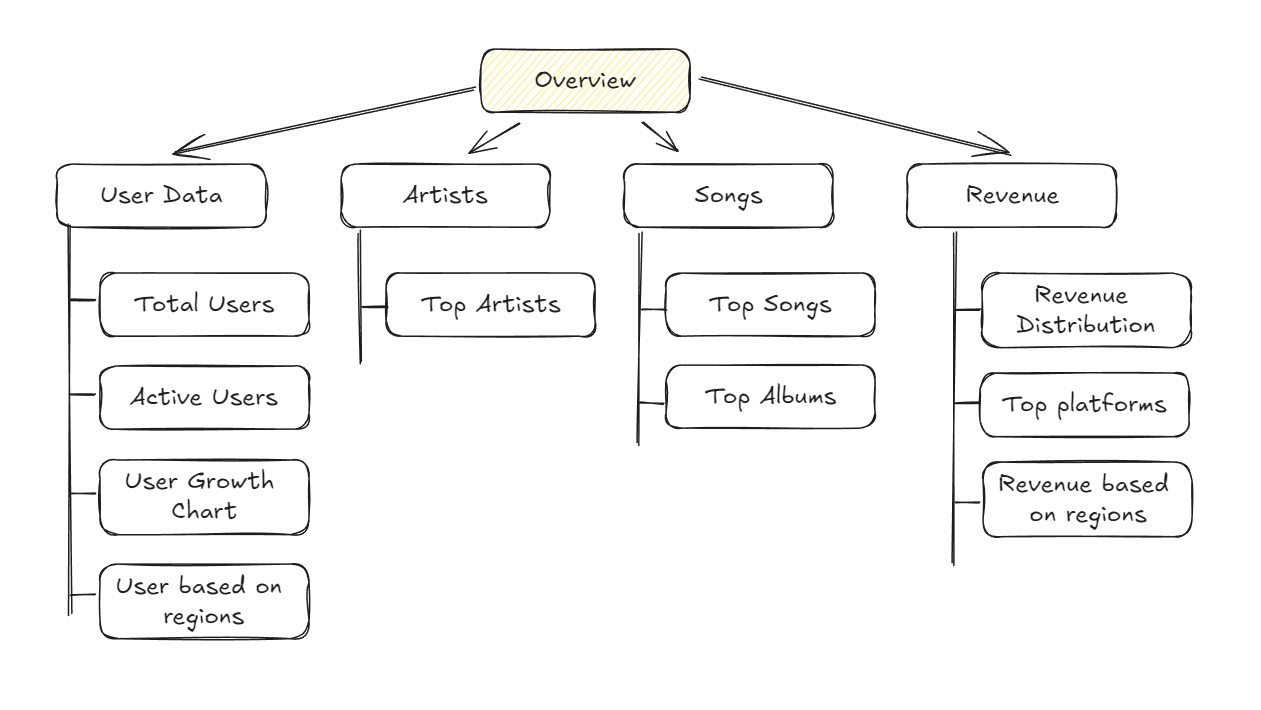 Overview
User Data
Artists
Songs
Revenue
Total Users
Active Users
User Growth
Chart
User based on
regions
Top Artists
Top Songs
Top Albums
Revenue
Distribution
Top platforms
Revenue based
on regions